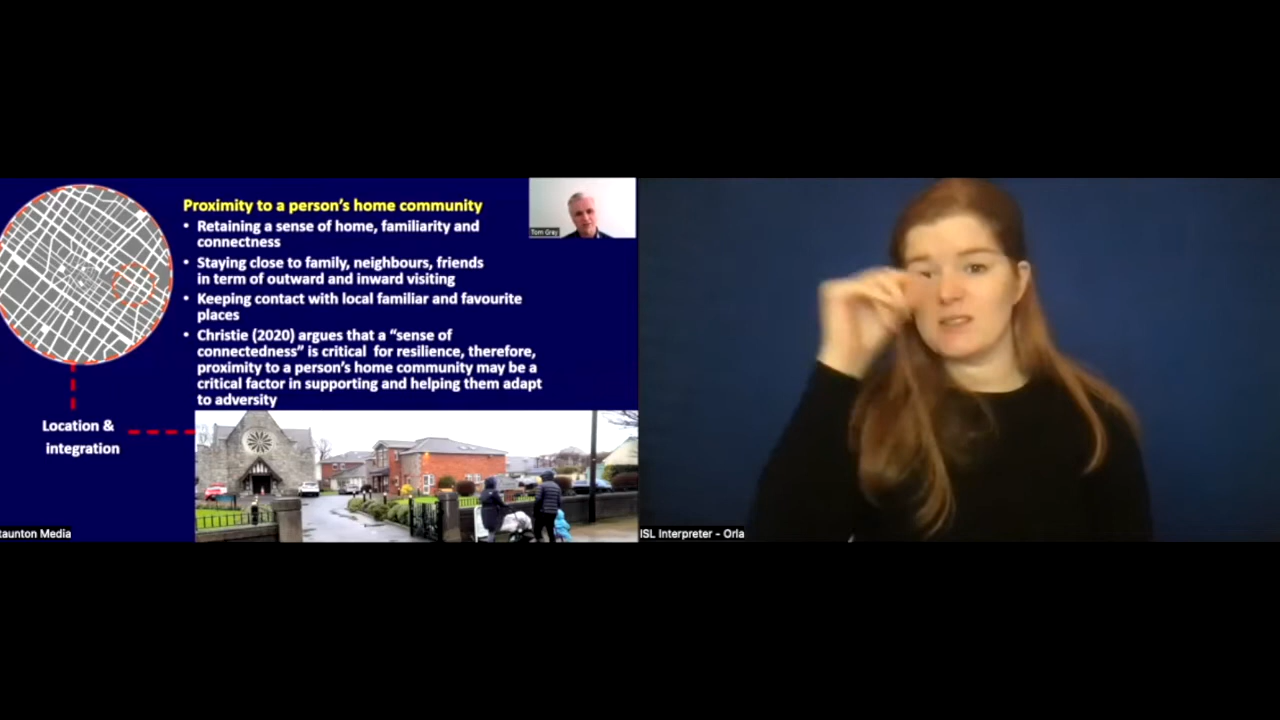 Proximity to a person's home community
• Retaining a sense of home, familiarity and
connectness
• Staying close to family, neighbours, friends
in term of outward and inward visiting
• Keeping contact with local familiar and favourite
places
• Christie (2020) argues that a “sense of
connectedness” is critical for resilience, therefore,
proximity to a person's home community may be a
critical factor in supporting and helping them adapt
to adversity
Tom Grey
Location &
integration
taunton Media
ISL Interpreter - Orla